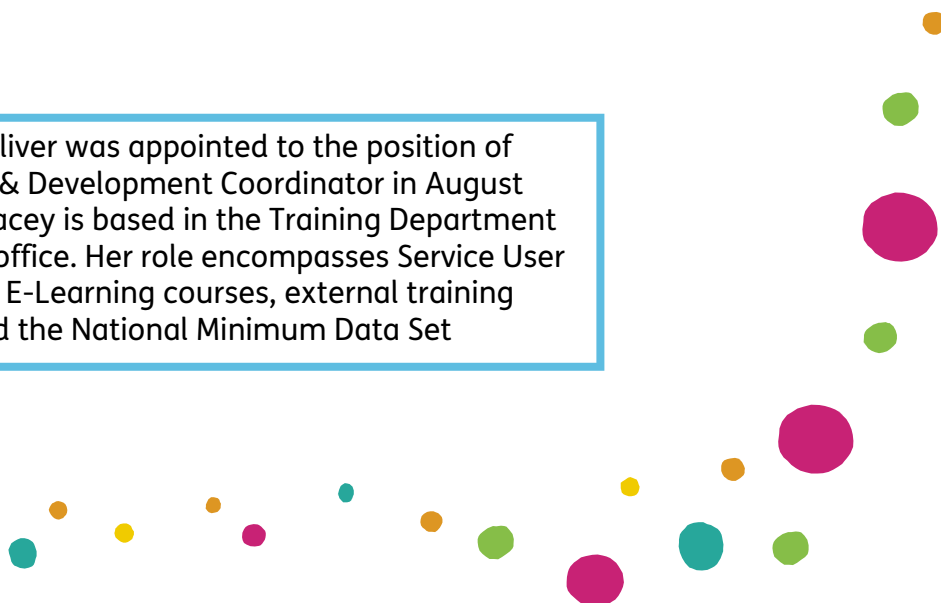 liver was appointed to the position of
& Development Coordinator in August
acey is based in the Training Department
office. Her role encompasses Service User
E-Learning courses, external training
d the National Minimum Data Set